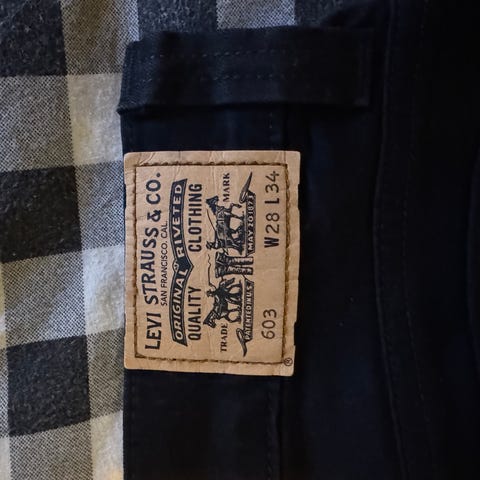 LEVI STRAUSS & CO.
SAN FRANCISCO. CAL.
ORIGINAL RIVETED
QUALITY CLOTHING
TRADE MARK
PATENTED IN U.S. MAY 20 1873
603 W28 L34
®